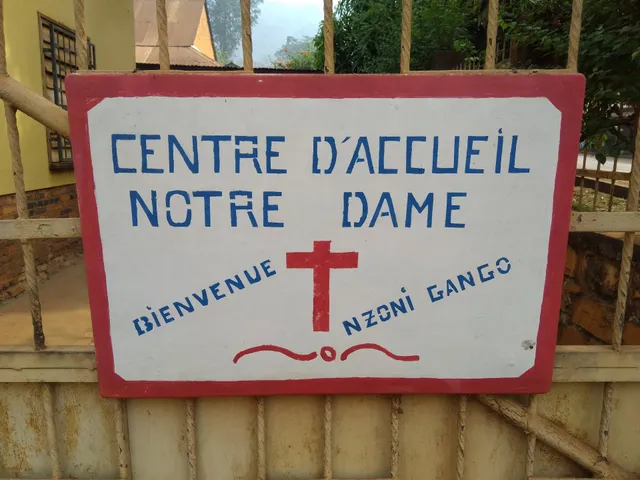 CENTRE D'ACCUEIL
NOTRE DAME
BIENVENUE
NZONI GANGO